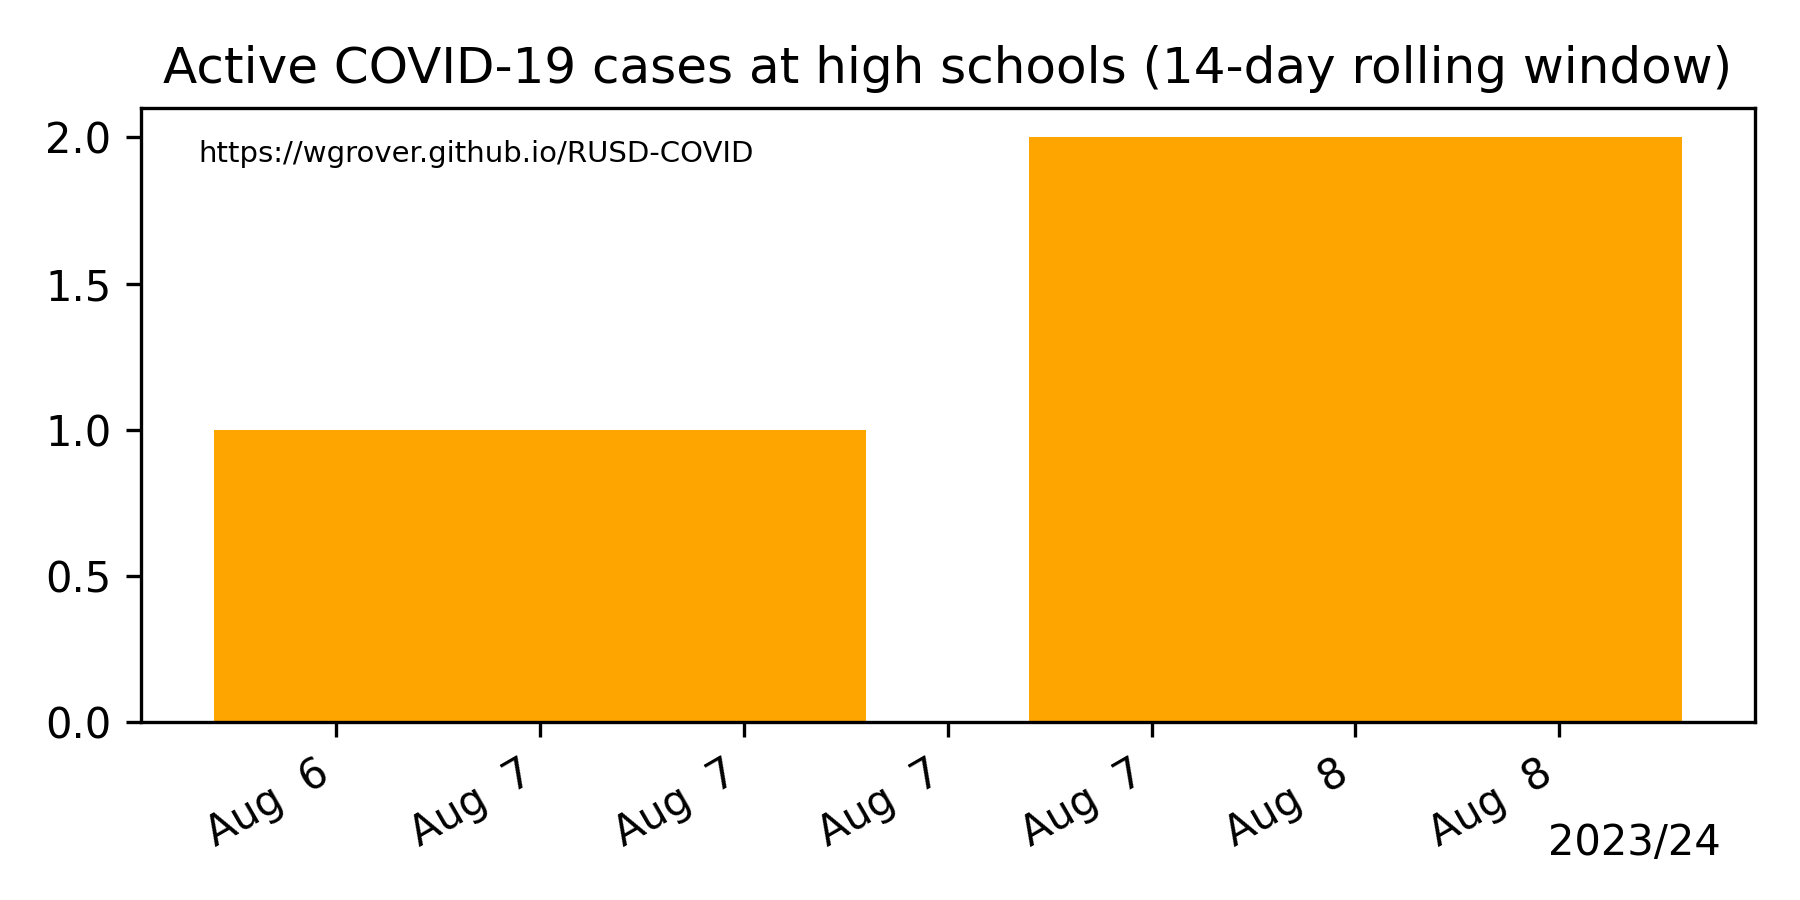 Active COVID-19 cases at high schools (14-day rolling window)
https://wgrover.github.io/RUSD-COVID
2.0
1.5
1.0
0.5
0.0
Aug  6
Aug  7
Aug  7
Aug  7
Aug  7
Aug  8
Aug  8
2023/24